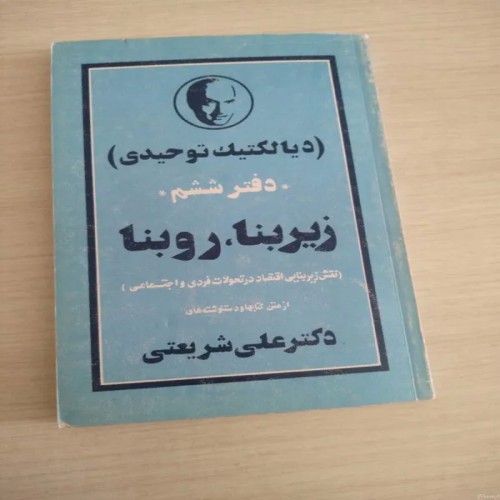 (دیالکتیک توحیدی)
• دفتر ششم •
زیربنا، روبنا
(نقش زیربنایی اقتصاد در تحولات فردی و اجتماعی)
از متن کتابها و دستنوشته‌های
دکتر علی شریعتی